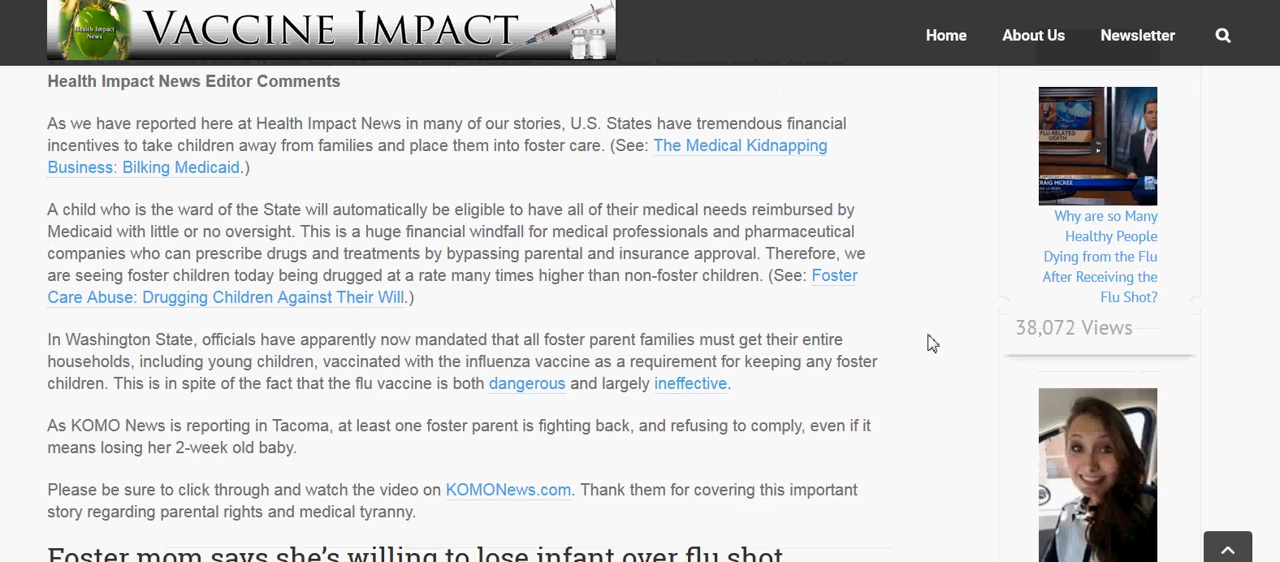 Health Impact
News
VACCINE IMPACT
Home
About Us
Newsletter
Health Impact News Editor Comments
As we have reported here at Health Impact News in many of our stories, U.S. States have tremendous financial
incentives to take children away from families and place them into foster care. (See: The Medical Kidnapping
Business: Bilking Medicaid.)
A child who is the ward of the State will automatically be eligible to have all of their medical needs reimbursed by
Medicaid with little or no oversight. This is a huge financial windfall for medical professionals and pharmaceutical
companies who can prescribe drugs and treatments by bypassing parental and insurance approval. Therefore, we
are seeing foster children today being drugged at a rate many times higher than non-foster children. (See: Foster
Care Abuse: Drugging Children Against Their Will.)
In Washington State, officials have apparently now mandated that all foster parent families must get their entire
households, including young children, vaccinated with the influenza vaccine as a requirement for keeping any foster
children. This is in spite of the fact that the flu vaccine is both dangerous and largely ineffective.
As KOMO News is reporting in Tacoma, at least one foster parent is fighting back, and refusing to comply, even if it
means losing her 2-week old baby.
Please be sure to click through and watch the video on KOMONews.com. Thank them for covering this important
story regarding parental rights and medical tyranny.
Foster mom says she's willing to lose infant over flu shot
FLU-RELATED
DEATH
CRAIG MCKEE
Why are so Many
Healthy People
Dying from the Flu
After Receiving the
Flu Shot?
38,072 Views